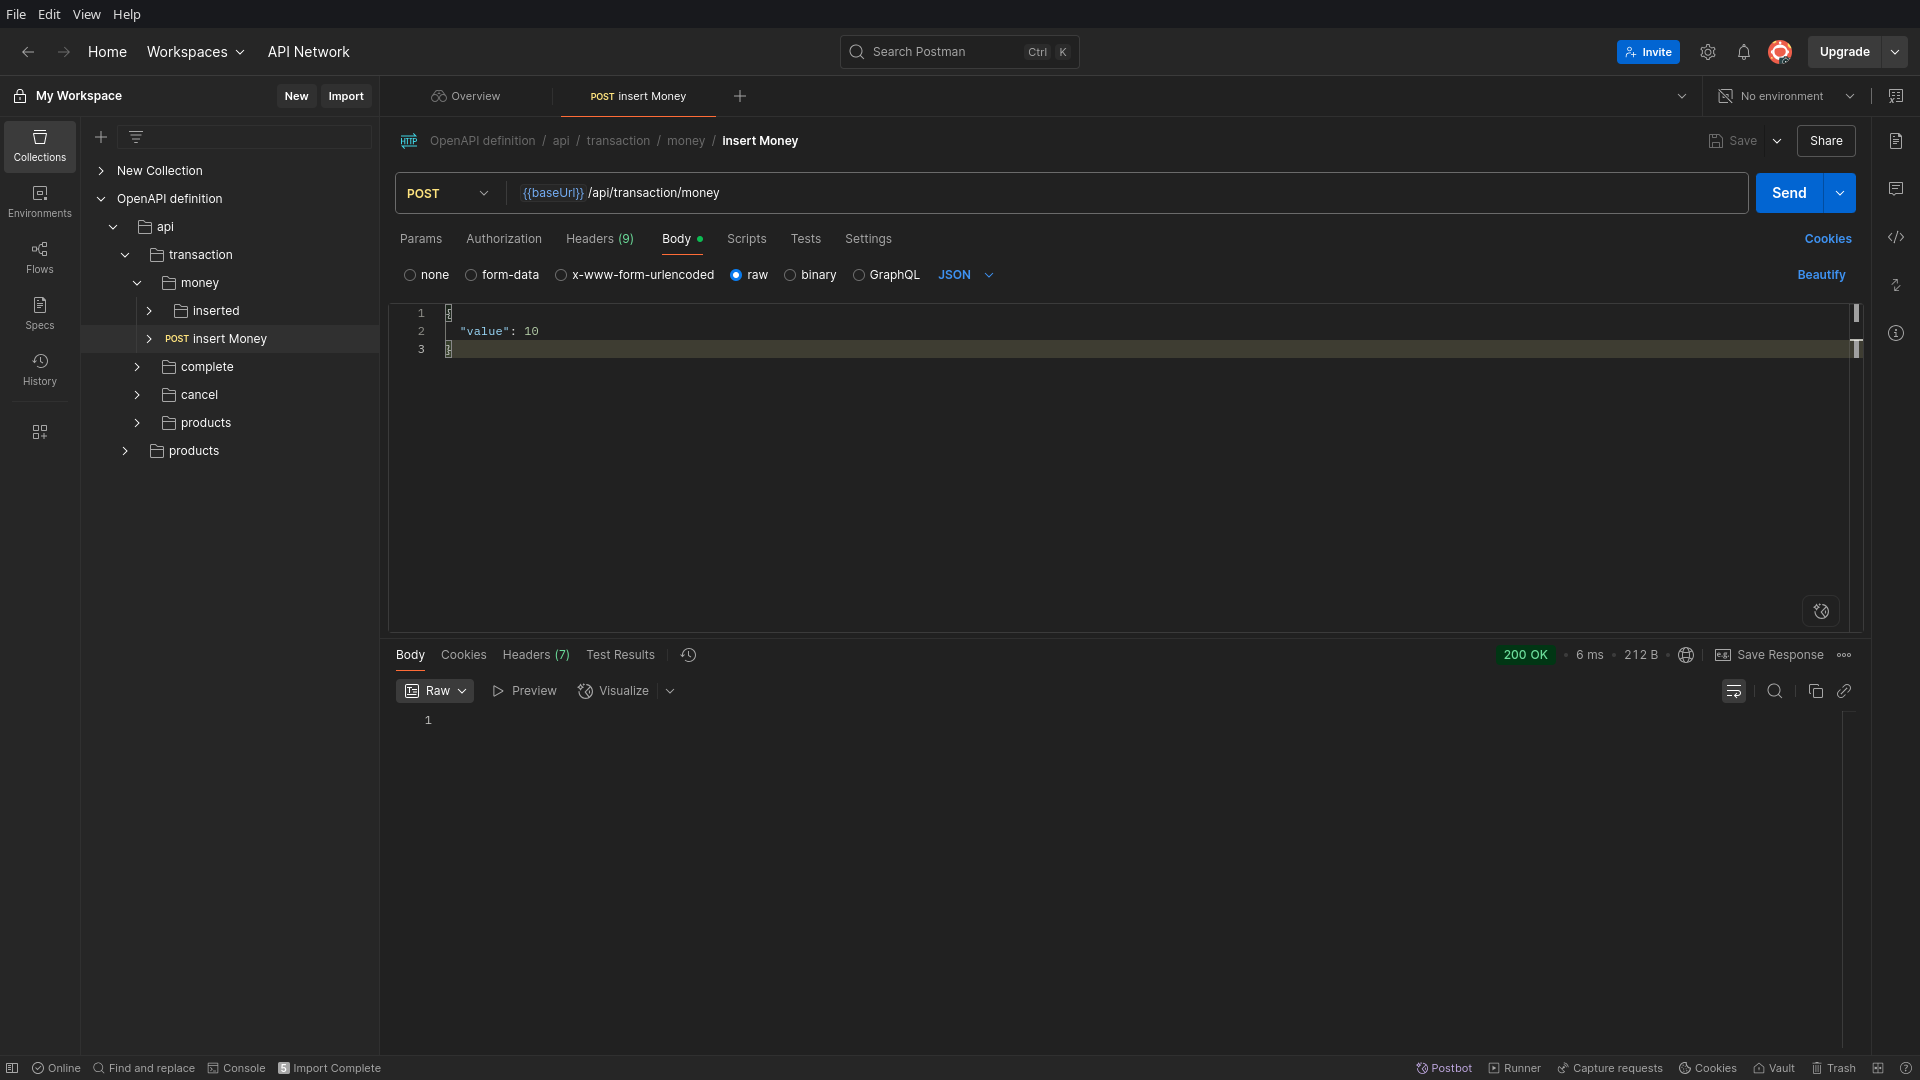 File Edit View Help
Home Workspaces API Network
Search Postman Ctrl K
Invite Upgrade
My Workspace New Import
Overview POST insert Money
No environment
OpenAPI definition / api / transaction / money / insert Money
Save Share
Collections
Environments
Flows
Specs
History
New Collection
OpenAPI definition
api
transaction
money
inserted
POST insert Money
complete
cancel
products
products
POST {{baseUrl}} /api/transaction/money Send
Params Authorization Headers (9) Body Scripts Tests Settings Cookies
none form-data x-www-form-urlencoded raw binary GraphQL JSON Beautify
1 {
2 "value": 10
3 }
Body Cookies Headers (7) Test Results 200 OK • 6 ms • 212 B • e.g. Save Response
Raw Preview Visualize
1
Online Find and replace Console 5 Import Complete Postbot Runner Capture requests Cookies Vault Trash